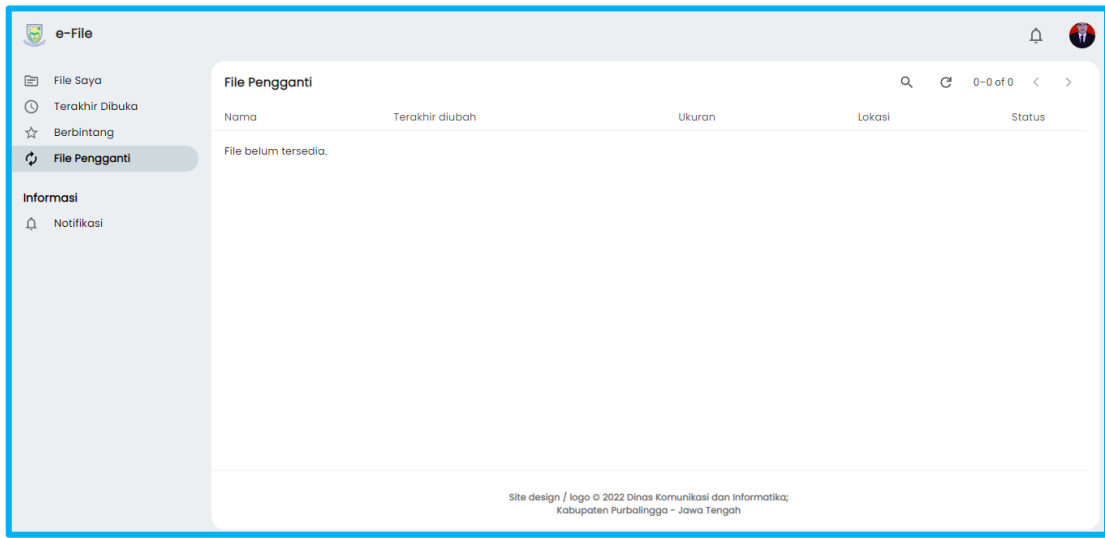 e-File
File Saya
Terakhir Dibuka
Berbintang
File Pengganti
Informasi
Notifikasi
File Pengganti
0-0 of 0
Nama Terakhir diubah Ukuran Lokasi Status
File belum tersedia.
Site design / logo © 2022 Dinas Komunikasi dan Informatika;
Kabupaten Purbalingga - Jawa Tengah